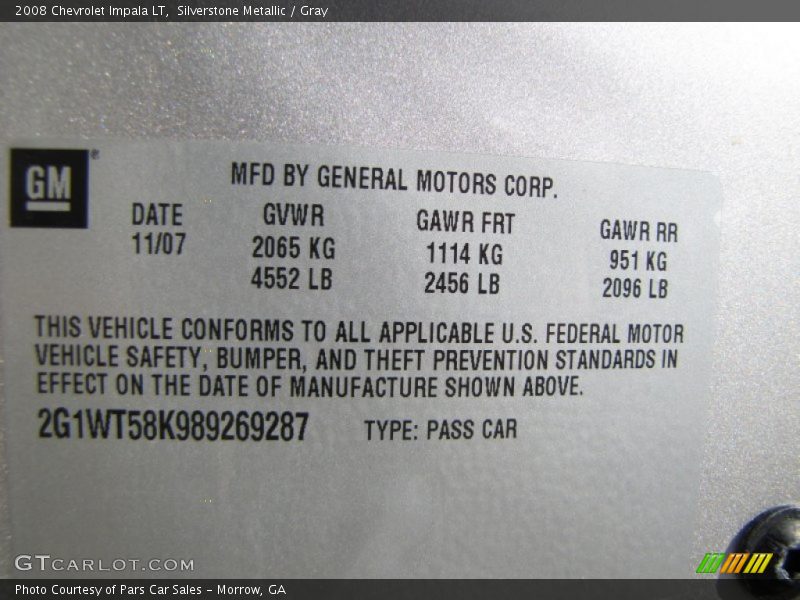 2008 Chevrolet Impala LT, Silverstone Metallic / Gray
GM®
MFD BY GENERAL MOTORS CORP.
DATE GVWR GAWR FRT GAWR RR
11/07 2065 KG 1114 KG 951 KG
4552 LB 2456 LB 2096 LB
THIS VEHICLE CONFORMS TO ALL APPLICABLE U.S. FEDERAL MOTOR
VEHICLE SAFETY, BUMPER, AND THEFT PREVENTION STANDARDS IN
EFFECT ON THE DATE OF MANUFACTURE SHOWN ABOVE.
2G1WT58K989269287 TYPE: PASS CAR
GTCARLOT.COM
Photo Courtesy of Pars Car Sales - Morrow, GA